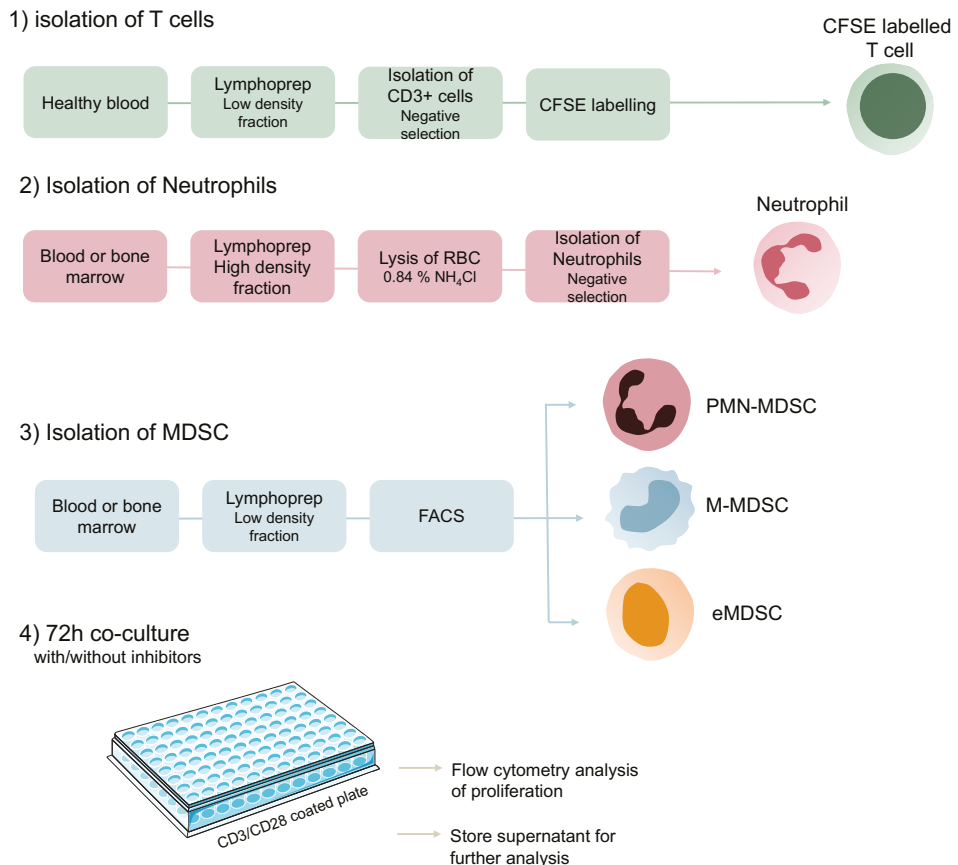 1) isolation of T cells
CFSE labelled
T cell
Healthy blood
Lymphoprep
Low density
fraction
Isolation of
CD3+ cells
Negative
selection
CFSE labelling
2) Isolation of Neutrophils
Neutrophil
Blood or bone
marrow
Lymphoprep
High density
fraction
Lysis of RBC
0.84 % NH₄Cl
Isolation of
Neutrophils
Negative
selection
3) Isolation of MDSC
Blood or bone
marrow
Lymphoprep
Low density
fraction
FACS
PMN-MDSC
M-MDSC
eMDSC
4) 72h co-culture
with/without inhibitors
CD3/CD28 coated plate
Flow cytometry analysis
of proliferation
Store supernatant for
further analysis